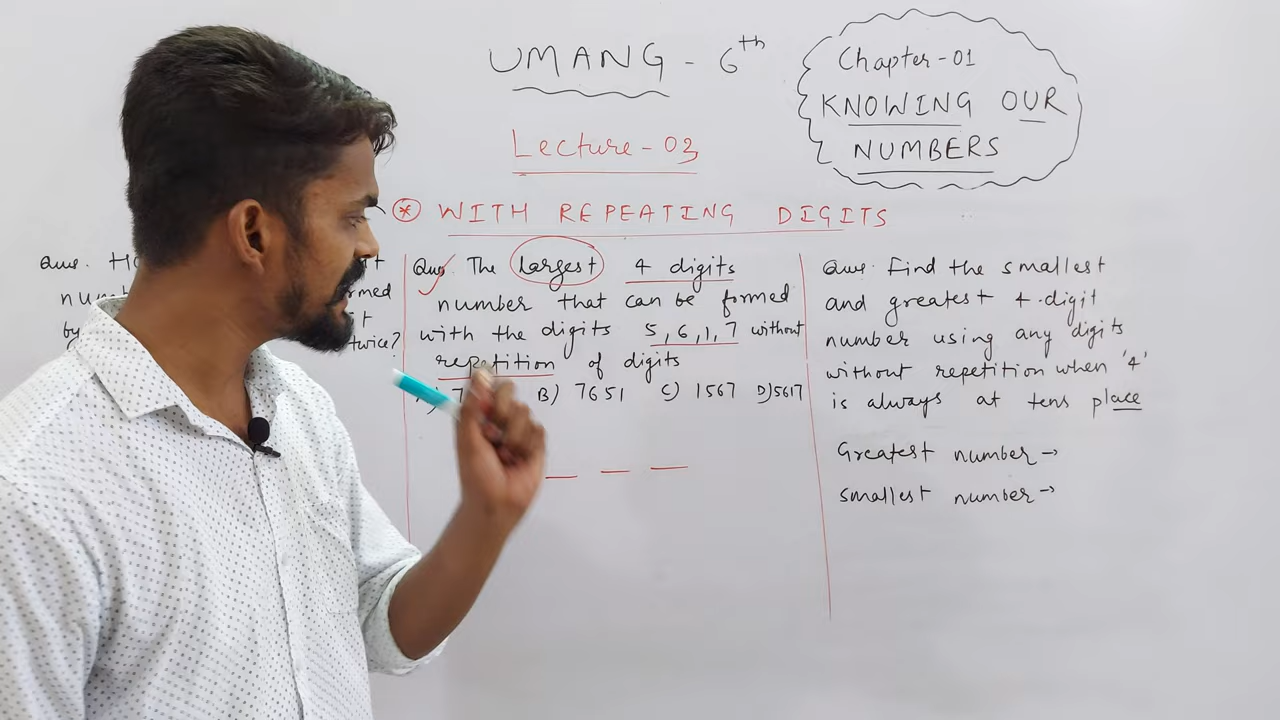 UMANG - 6th
Chapter-01
KNOWING OUR
NUMBERS
Lecture-03
* WITH REPEATING DIGITS
Que.
by
twice?
Que. The largest 4 digits
number that can be formed
with the digits 5, 6, 1, 7 without
repetition of digits
B) 7651 C) 1567 D) 5617
Que. Find the smallest
and greatest 4-digit
number using any digits
without repetition when '4'
is always at tens place
Greatest number→
smallest number→